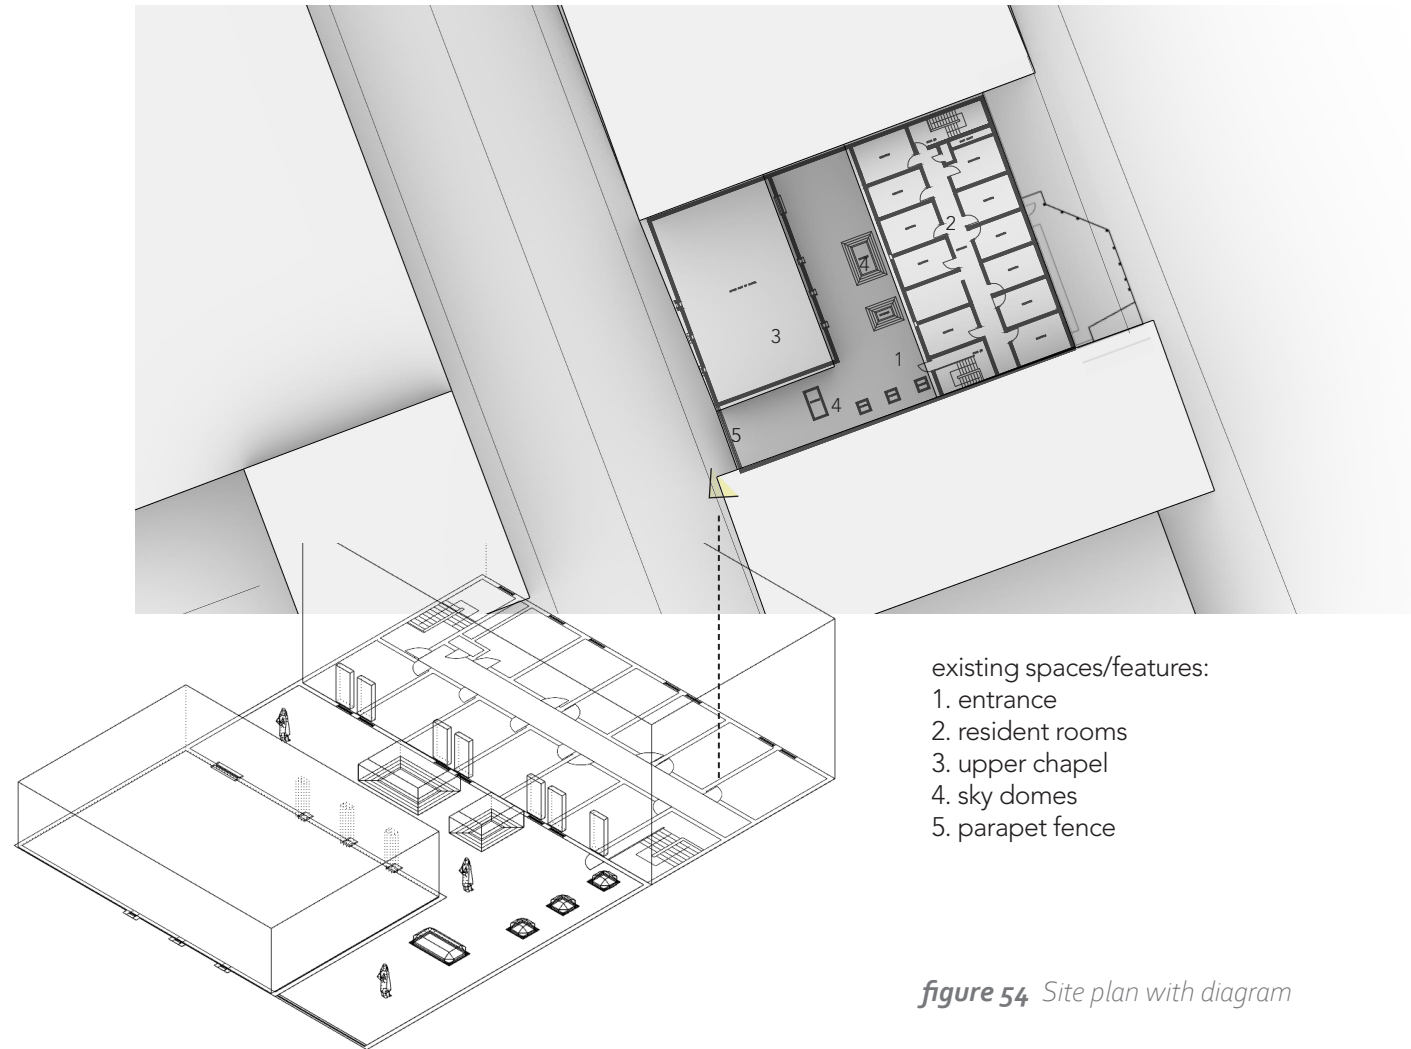 2
4
3
1
4
5
existing spaces/features:
1. entrance
2. resident rooms
3. upper chapel
4. sky domes
5. parapet fence
figure 54 Site plan with diagram